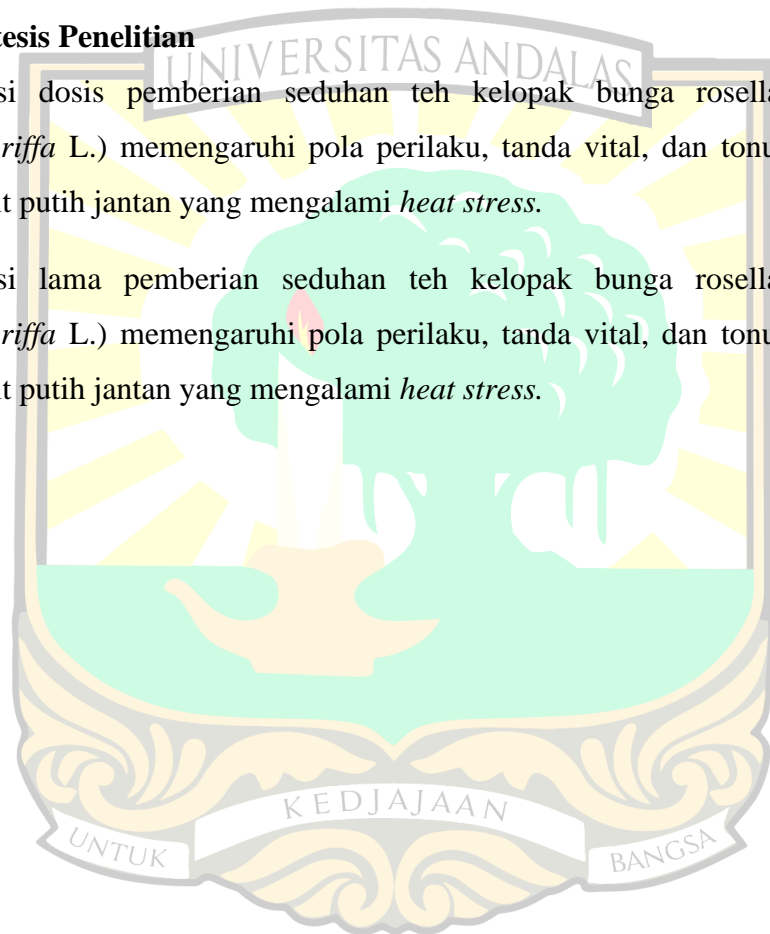 tesis Penelitian
UNIVERSITAS ANDALAS
si dosis pemberian seduhan teh kelopak bunga rosella
riffa L.) memengaruhi pola perilaku, tanda vital, dan tonu
t putih jantan yang mengalami heat stress.
si lama pemberian seduhan teh kelopak bunga rosella
riffa L.) memengaruhi pola perilaku, tanda vital, dan tonu
t putih jantan yang mengalami heat stress.
KEDJAJAAN
UNTUK
BANGSA